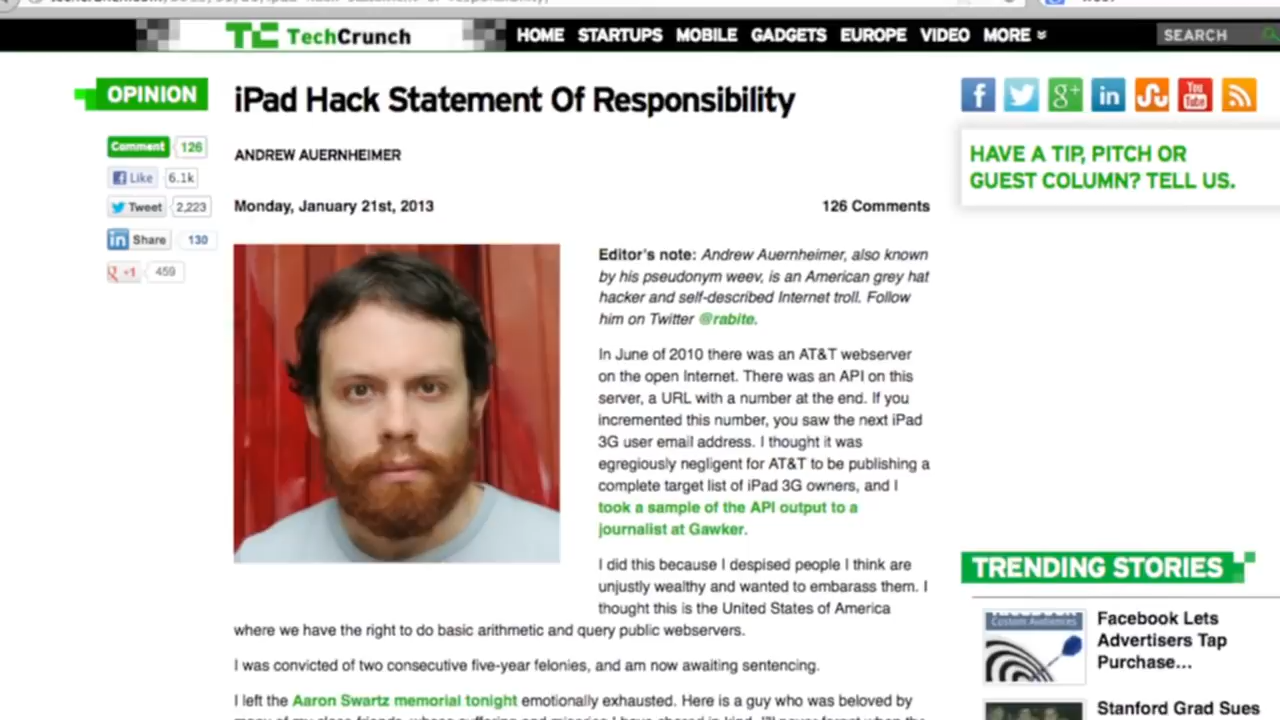 TechCrunch
HOME STARTUPS MOBILE GADGETS EUROPE VIDEO MORE
SEARCH
OPINION
iPad Hack Statement Of Responsibility
Comment 126
ANDREW AUERNHEIMER
Like 6.1k
Tweet 2,223
Monday, January 21st, 2013
126 Comments
in Share 130
+1 459
f
g+
in
You
Tube
HAVE A TIP, PITCH OR
GUEST COLUMN? TELL US.
Editor's note: Andrew Auernheimer, also known
by his pseudonym weev, is an American grey hat
hacker and self-described Internet troll. Follow
him on Twitter @rabite.
In June of 2010 there was an AT&T webserver
on the open Internet. There was an API on this
server, a URL with a number at the end. If you
incremented this number, you saw the next iPad
3G user email address. I thought it was
egregiously negligent for AT&T to be publishing a
complete target list of iPad 3G owners, and I
took a sample of the API output to a
journalist at Gawker.
I did this because I despised people I think are
unjustly wealthy and wanted to embarass them. I
thought this is the United States of America
where we have the right to do basic arithmetic and query public webservers.
I was convicted of two consecutive five-year felonies, and am now awaiting sentencing.
I left the Aaron Swartz memorial tonight emotionally exhausted. Here is a guy who was beloved by
TRENDING STORIES
Custom Audiences
Facebook Lets
Advertisers Tap
Purchase...
Stanford Grad Sues